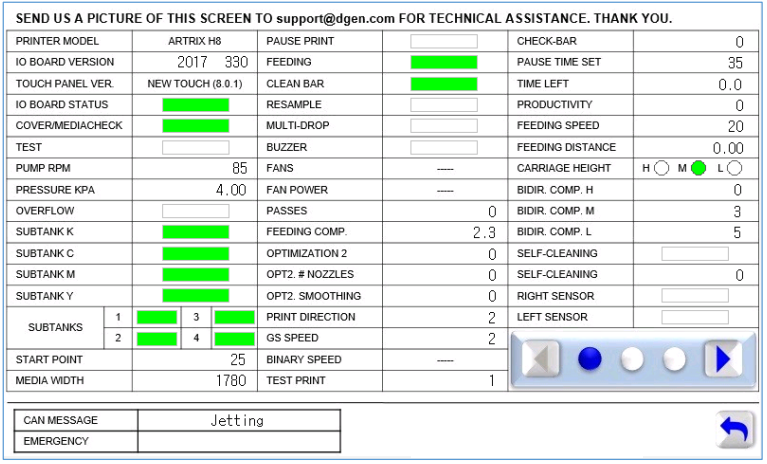 SEND US A PICTURE OF THIS SCREEN TO support@dgen.com FOR TECHNICAL ASSISTANCE. THANK YOU.
PRINTER MODEL ARTRIX H8 PAUSE PRINT CHECK-BAR 0
IO BOARD VERSION 2017 330 FEEDING PAUSE TIME SET 35
TOUCH PANEL VER. NEW TOUCH (8.0.1) CLEAN BAR TIME LEFT 0.0
IO BOARD STATUS RESAMPLE PRODUCTIVITY 0
COVER/MEDIACHECK MULTI-DROP FEEDING SPEED 20
TEST BUZZER FEEDING DISTANCE 0.00
PUMP RPM 85 FANS ----- CARRIAGE HEIGHT H M L
PRESSURE KPA 4.00 FAN POWER ----- BIDIR. COMP. H 0
OVERFLOW PASSES 0 BIDIR. COMP. M 3
SUBTANK K FEEDING COMP. 2.3 BIDIR. COMP. L 5
SUBTANK C OPTIMIZATION 2 0 SELF-CLEANING
SUBTANK M OPT2. # NOZZLES 0 SELF-CLEANING 0
SUBTANK Y OPT2. SMOOTHING 0 RIGHT SENSOR
SUBTANKS 1 3 PRINT DIRECTION 2 LEFT SENSOR
2 4 GS SPEED 2
START POINT 25 BINARY SPEED -----
MEDIA WIDTH 1780 TEST PRINT 1
CAN MESSAGE Jetting
EMERGENCY